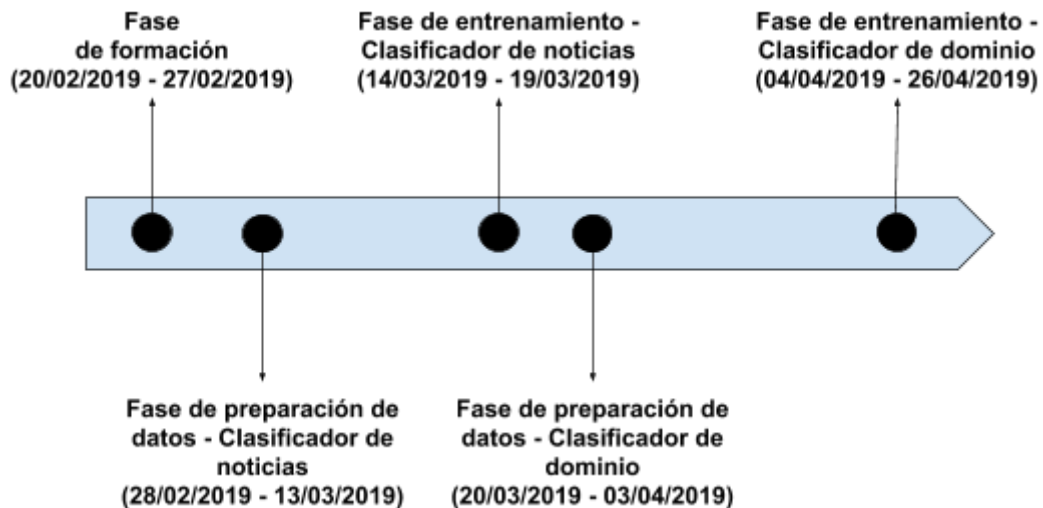 Fase
de formación
(20/02/2019 - 27/02/2019)
Fase de entrenamiento -
Clasificador de noticias
(14/03/2019 - 19/03/2019)
Fase de entrenamiento -
Clasificador de dominio
(04/04/2019 - 26/04/2019)
Fase de preparación de
datos - Clasificador de
noticias
(28/02/2019 - 13/03/2019)
Fase de preparación de
datos - Clasificador de
dominio
(20/03/2019 - 03/04/2019)